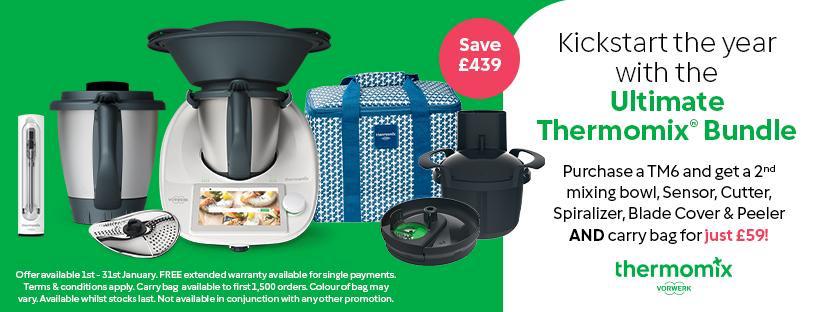 Save
£439
Kickstart the year
with the
Ultimate
Thermomix® Bundle
Purchase a TM6 and get a 2nd
mixing bowl, Sensor, Cutter,
Spiralizer, Blade Cover & Peeler
AND carry bag for just £59!
thermomix
VORWERK
thermomix
thermomix
VORWERK
Offer available 1st - 31st January. FREE extended warranty available for single payments.
Terms & conditions apply. Carry bag available to first 1,500 orders. Colour of bag may
vary. Available whilst stocks last. Not available in conjunction with any other promotion.